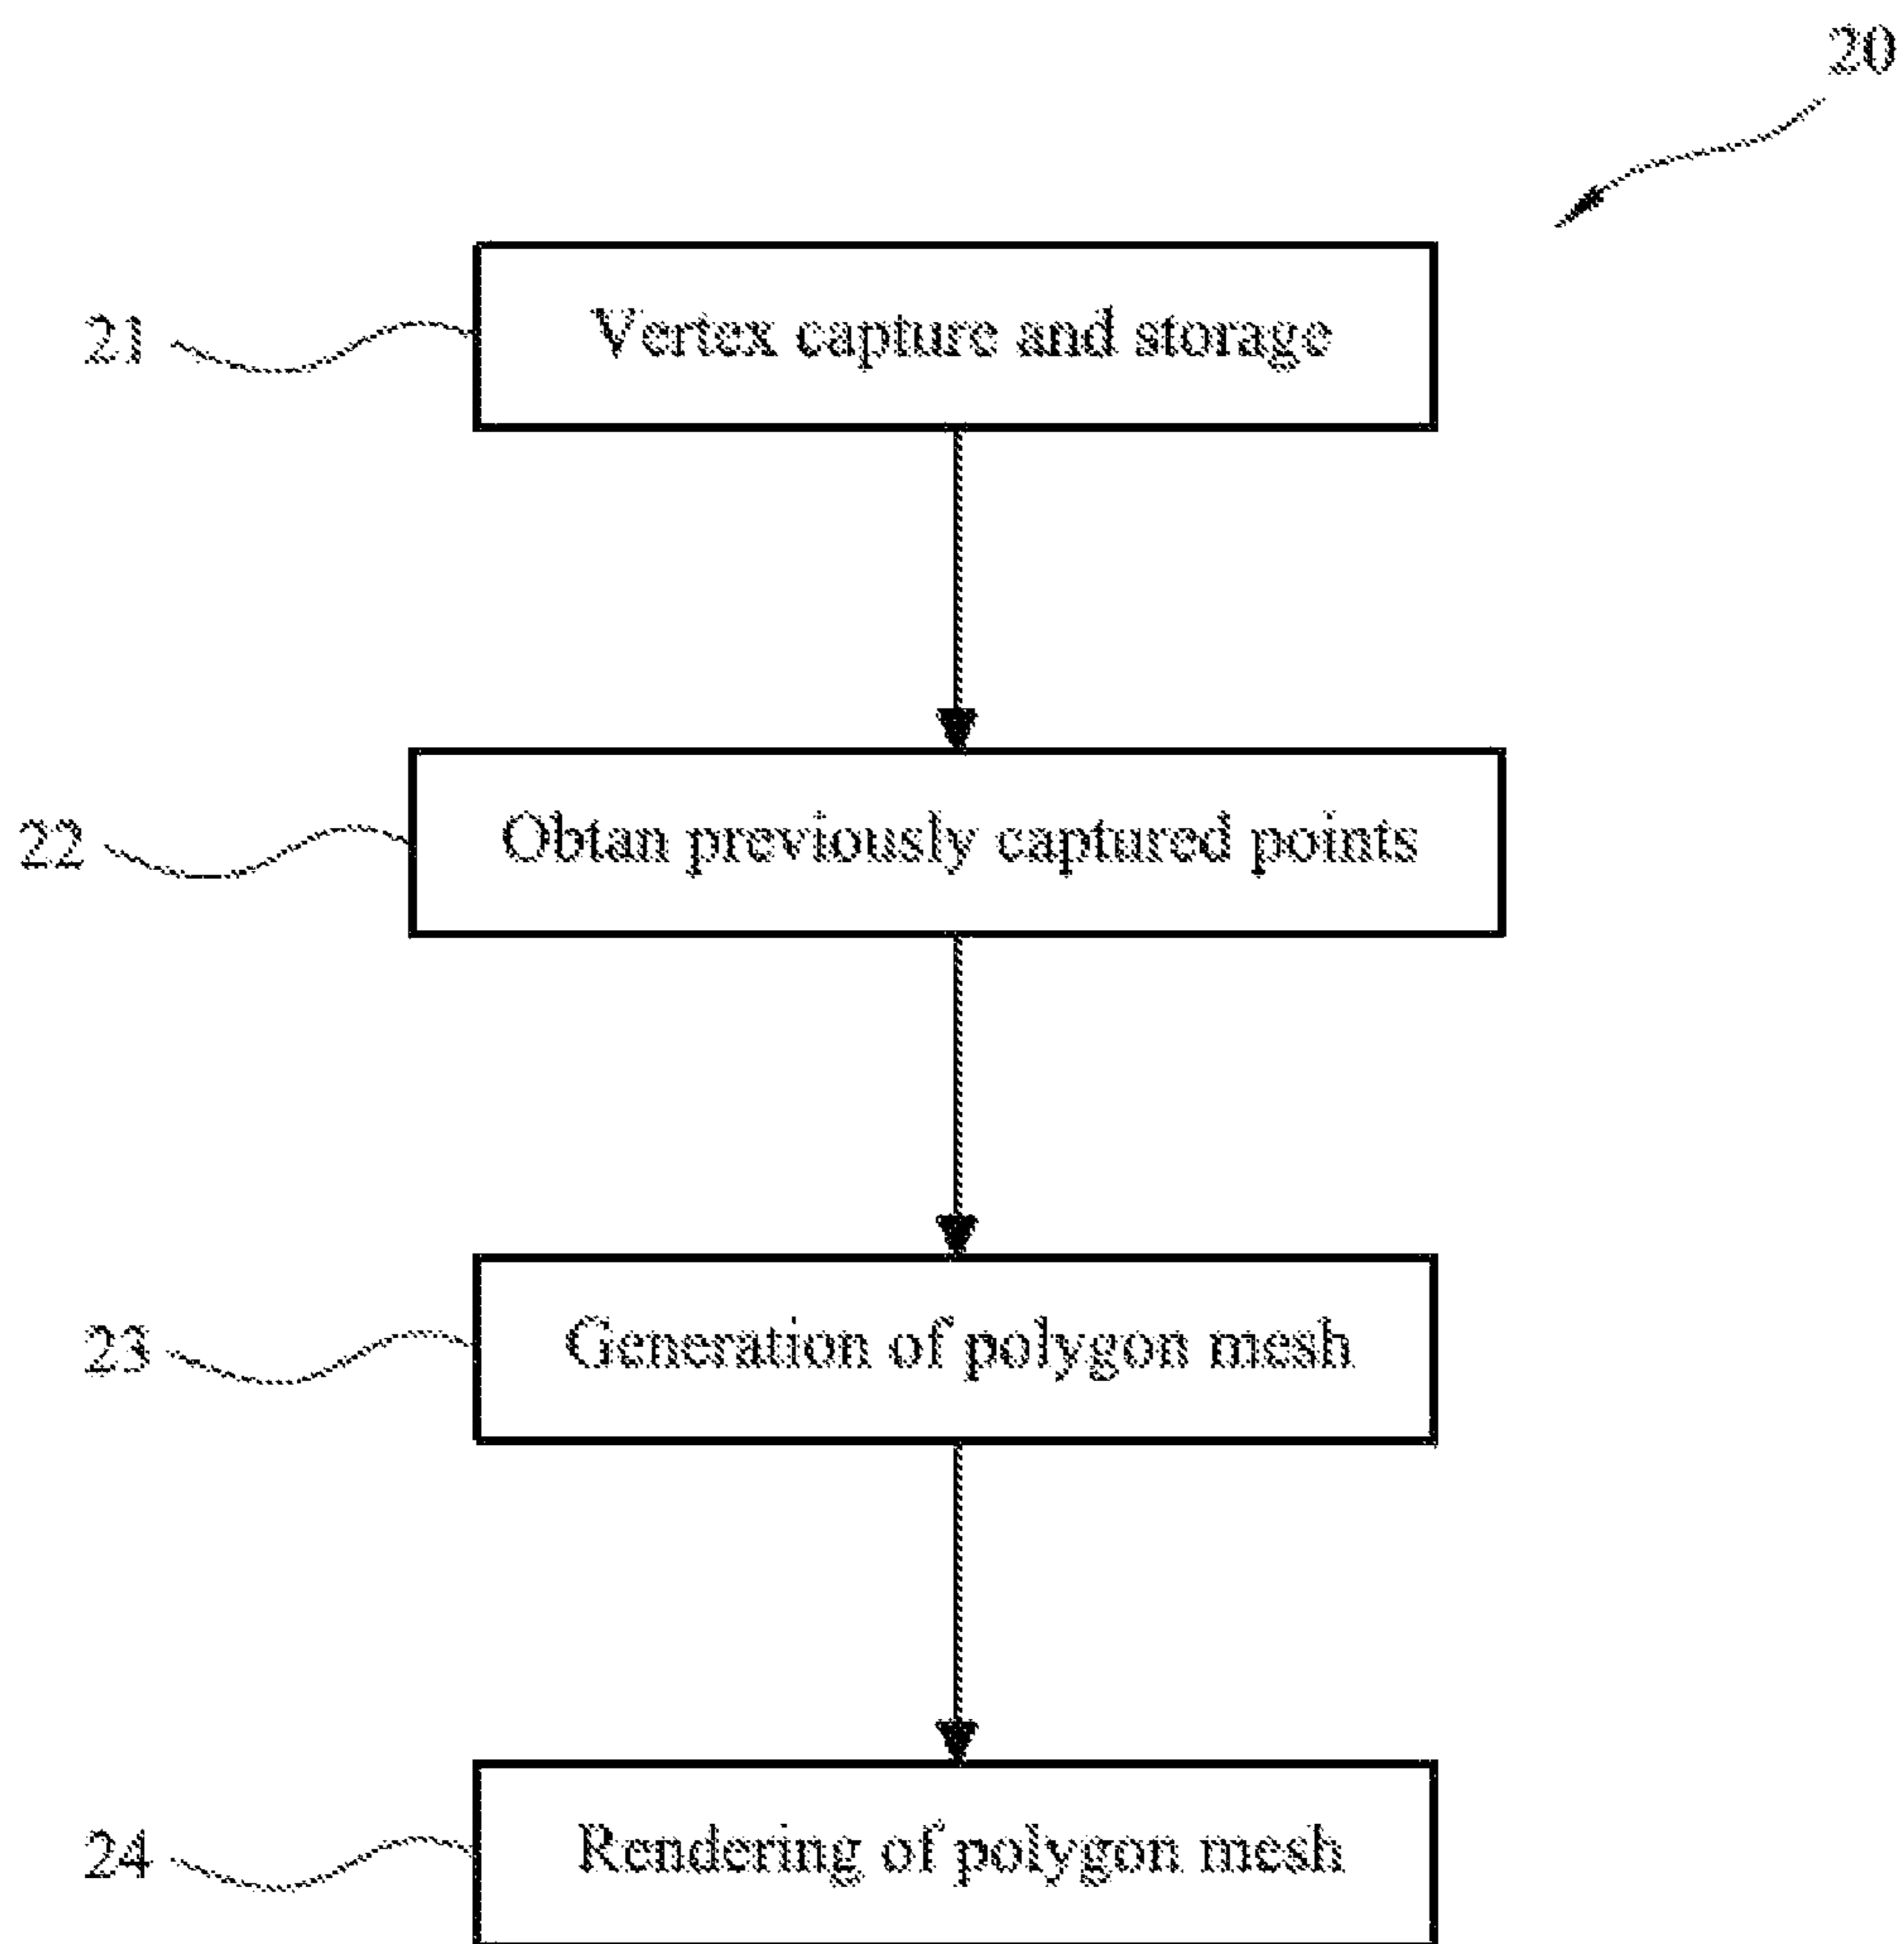 20
21
Vertex capture and storage
22
Obtan previously captured points
23
Generation of polygon mesh
24
Rendering of polygon mesh